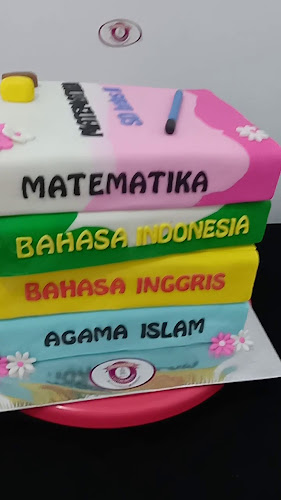 MATEMATIKA
BAHASA INDONESIA
BAHASA INGGRIS
AGAMA ISLAM